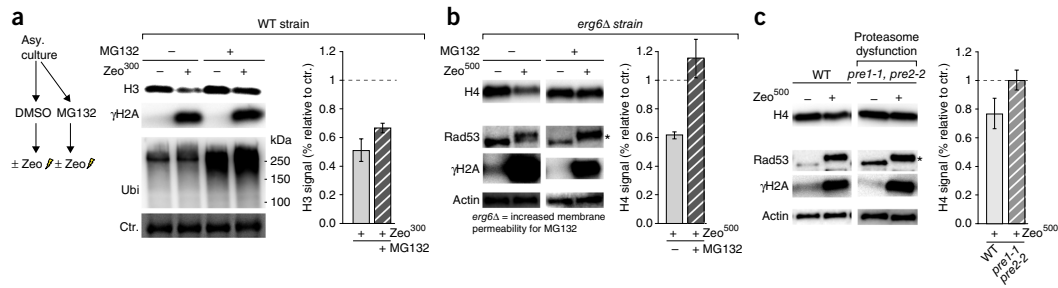 a
WT strain
Asy.
culture
DMSO MG132
± Zeo ± Zeo
MG132 – +
Zeo300 – + – +
H3
γH2A
kDa
250
150
100
Ubi
Ctr.
H3 signal (% relative to ctr.)
1.2
1
0.8
0.6
0.4
0.2
0.0
+ + Zeo300
+ MG132
b
erg6Δ strain
MG132 – +
Zeo500 – + – +
H4
Rad53 *
γH2A
Actin
erg6Δ = increased membrane
permeability for MG132
H4 signal (% relative to ctr.)
1.2
1
0.8
0.6
0.4
0.2
0.0
+ + Zeo500
– + MG132
c
Proteasome
dysfunction
WT pre1-1, pre2-2
Zeo500 – + – +
H4
Rad53 *
γH2A
Actin
H4 signal (% relative to ctr.)
1.2
1
0.8
0.6
0.4
0.2
0.0
+ + Zeo500
WT
pre1-1
pre2-2